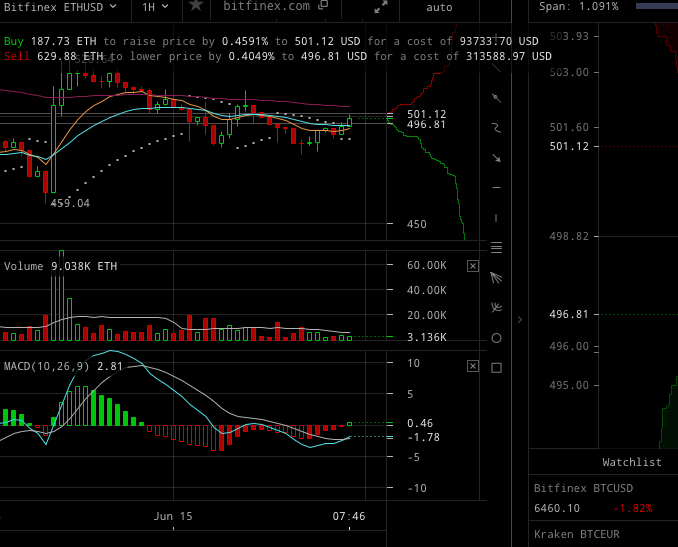 Bitfinex ETHUSD 1H bitfinex.com auto Span: 1.091%
Buy 187.73 ETH to raise price by 0.4591% to 501.12 USD for a cost of 93733.70 USD
Sell 629.88 ETH to lower price by 0.4049% to 496.81 USD for a cost of 313588.97 USD
503.93
503.00
501.60
501.12
498.82
496.81
496.00
495.00
501.12
496.81
459.04
450
Volume 9.038K ETH
60.00K
40.00K
20.00K
3.136K
MACD(10,26,9) 2.81
10
5
0.46
-1.78
-5
-10
Jun 15 07:46
Watchlist
Bitfinex BTCUSD
6460.10 -1.82%
Kraken BTCEUR